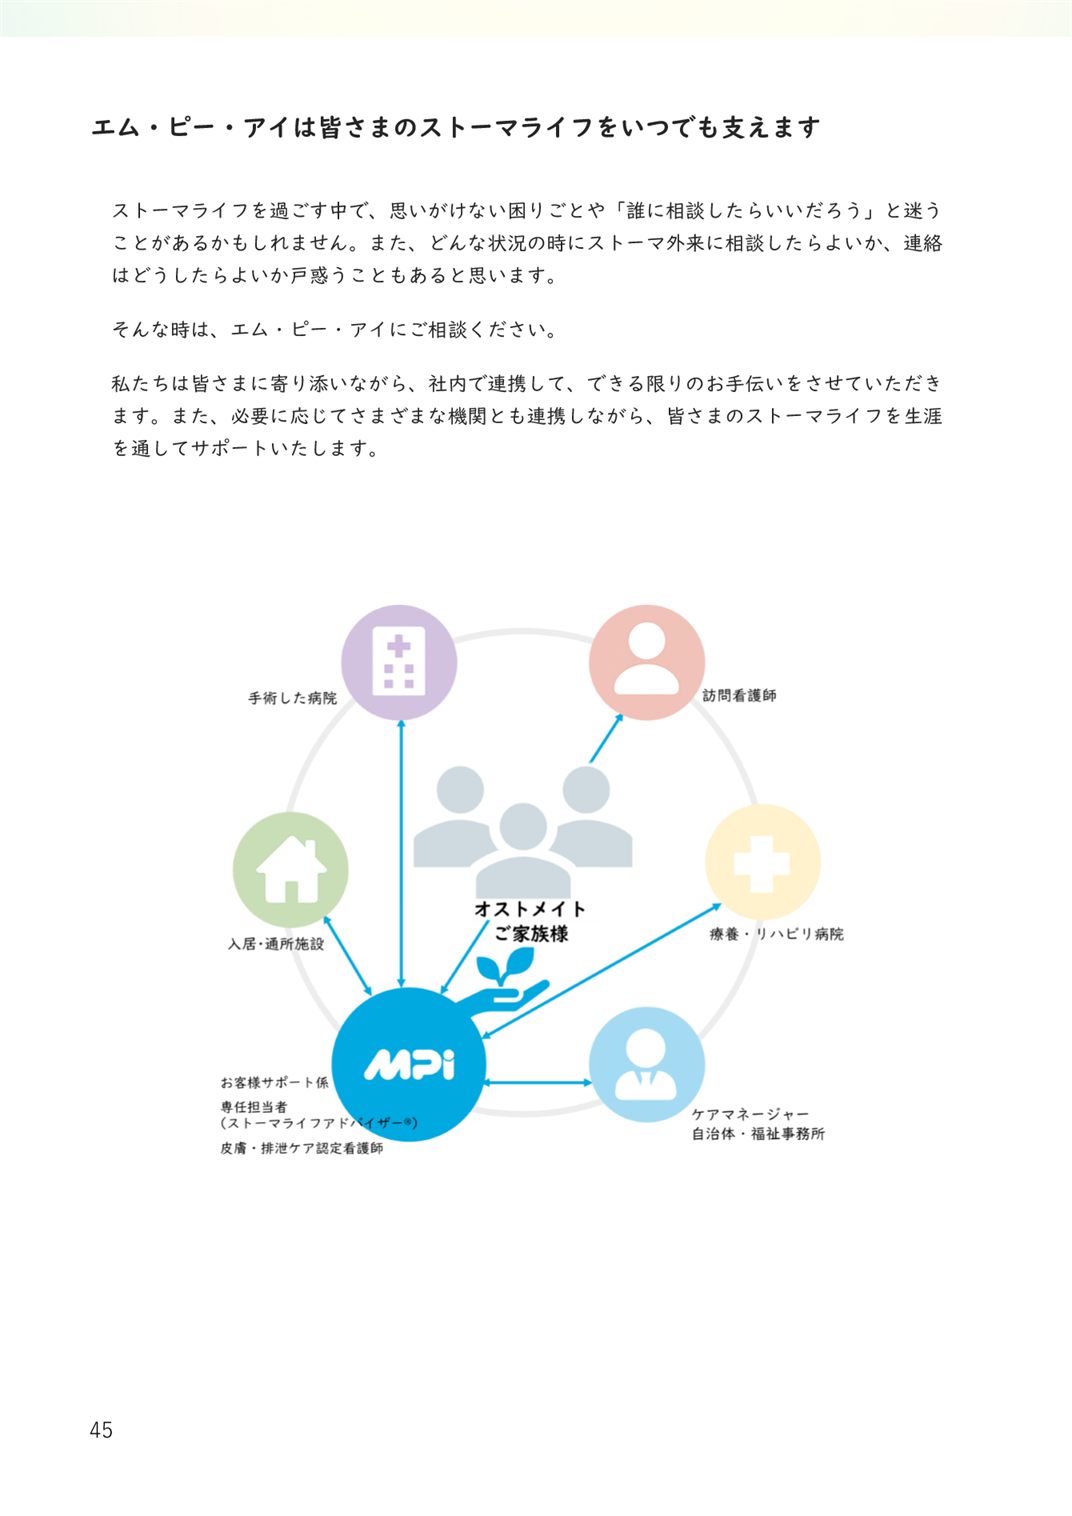 エム・ピー・アイは皆さまのストーマライフをいつでも支えます
ストーマライフを過ごす中で、思いがけない困りごとや「誰に相談したらいいだろう」と迷う
ことがあるかもしれません。また、どんな状況の時にストーマ外来に相談したらよいか、連絡
はどうしたらよいか戸惑うこともあると思います。
そんな時は、エム・ピー・アイにご相談ください。
私たちは皆さまに寄り添いながら、社内で連携して、できる限りのお手伝いをさせていただき
ます。また、必要に応じてさまざまな機関とも連携しながら、皆さまのストーマライフを生涯
を通してサポートいたします。
手術した病院
訪問看護師
オストメイト
ご家族様
入居・通所施設
療養・リハビリ病院
MPi
お客様サポート係
専任担当者
（ストーマライフアドバイザー®）
皮膚・排泄ケア認定看護師
ケアマネージャー
自治体・福祉事務所
45